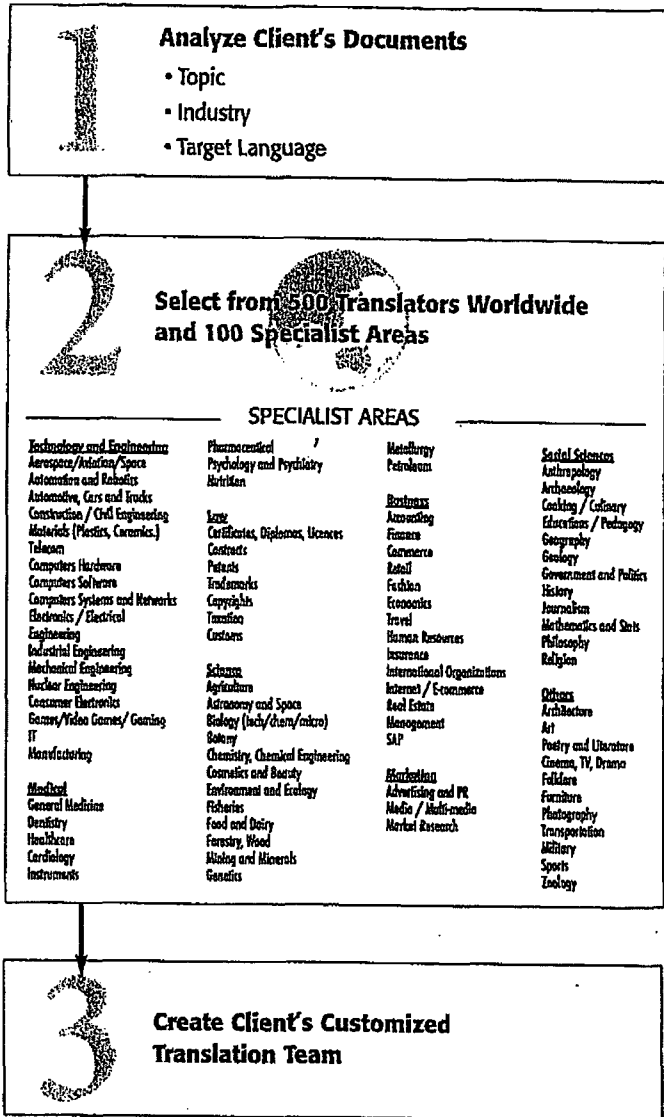 1
Analyze Client's Documents
• Topic
• Industry
• Target Language
2
Select from 500 Translators Worldwide
and 100 Specialist Areas
SPECIALIST AREAS
Technology and Engineering
Aerospace/Aviation/Space
Automation and Robotics
Automotive, Cars and Trucks
Construction / Civil Engineering
Materials (Plastics, Ceramics.)
Telecom
Computers Hardware
Computers Software
Computers Systems and Networks
Electronics / Electrical
Engineering
Industrial Engineering
Mechanical Engineering
Nuclear Engineering
Consumer Electronics
Games/Video Games/ Gaming
IT
Manufacturing
Medical
General Medicine
Dentistry
Healthcare
Cardiology
Instruments
Pharmaceutical
Psychology and Psychiatry
Nutrition
Law
Certificates, Diplomas, Licences
Contracts
Patents
Trademarks
Copyrights
Taxation
Customs
Science
Agriculture
Astronomy and Space
Biology (tech/chem/micro)
Botany
Chemistry, Chemical Engineering
Cosmetics and Beauty
Environment and Ecology
Fisheries
Food and Dairy
Forestry, Wood
Mining and Minerals
Genetics
Metallurgy
Petroleum
Business
Accounting
Finance
Commerce
Retail
Fashion
Economics
Travel
Human Resources
Insurance
International Organizations
Internet / E-commerce
Real Estate
Management
SAP
Marketing
Advertising and PR
Media / Multi-media
Market Research
Social Sciences
Anthropology
Archaeology
Cooking / Culinary
Educations / Pedagogy
Geography
Geology
Government and Politics
History
Journalism
Mathematics and Stats
Philosophy
Religion
Others
Architecture
Art
Poetry and Literature
Cinema, TV, Drama
Folklore
Furniture
Photography
Transportation
Military
Sports
Zoology
3
Create Client's Customized
Translation Team